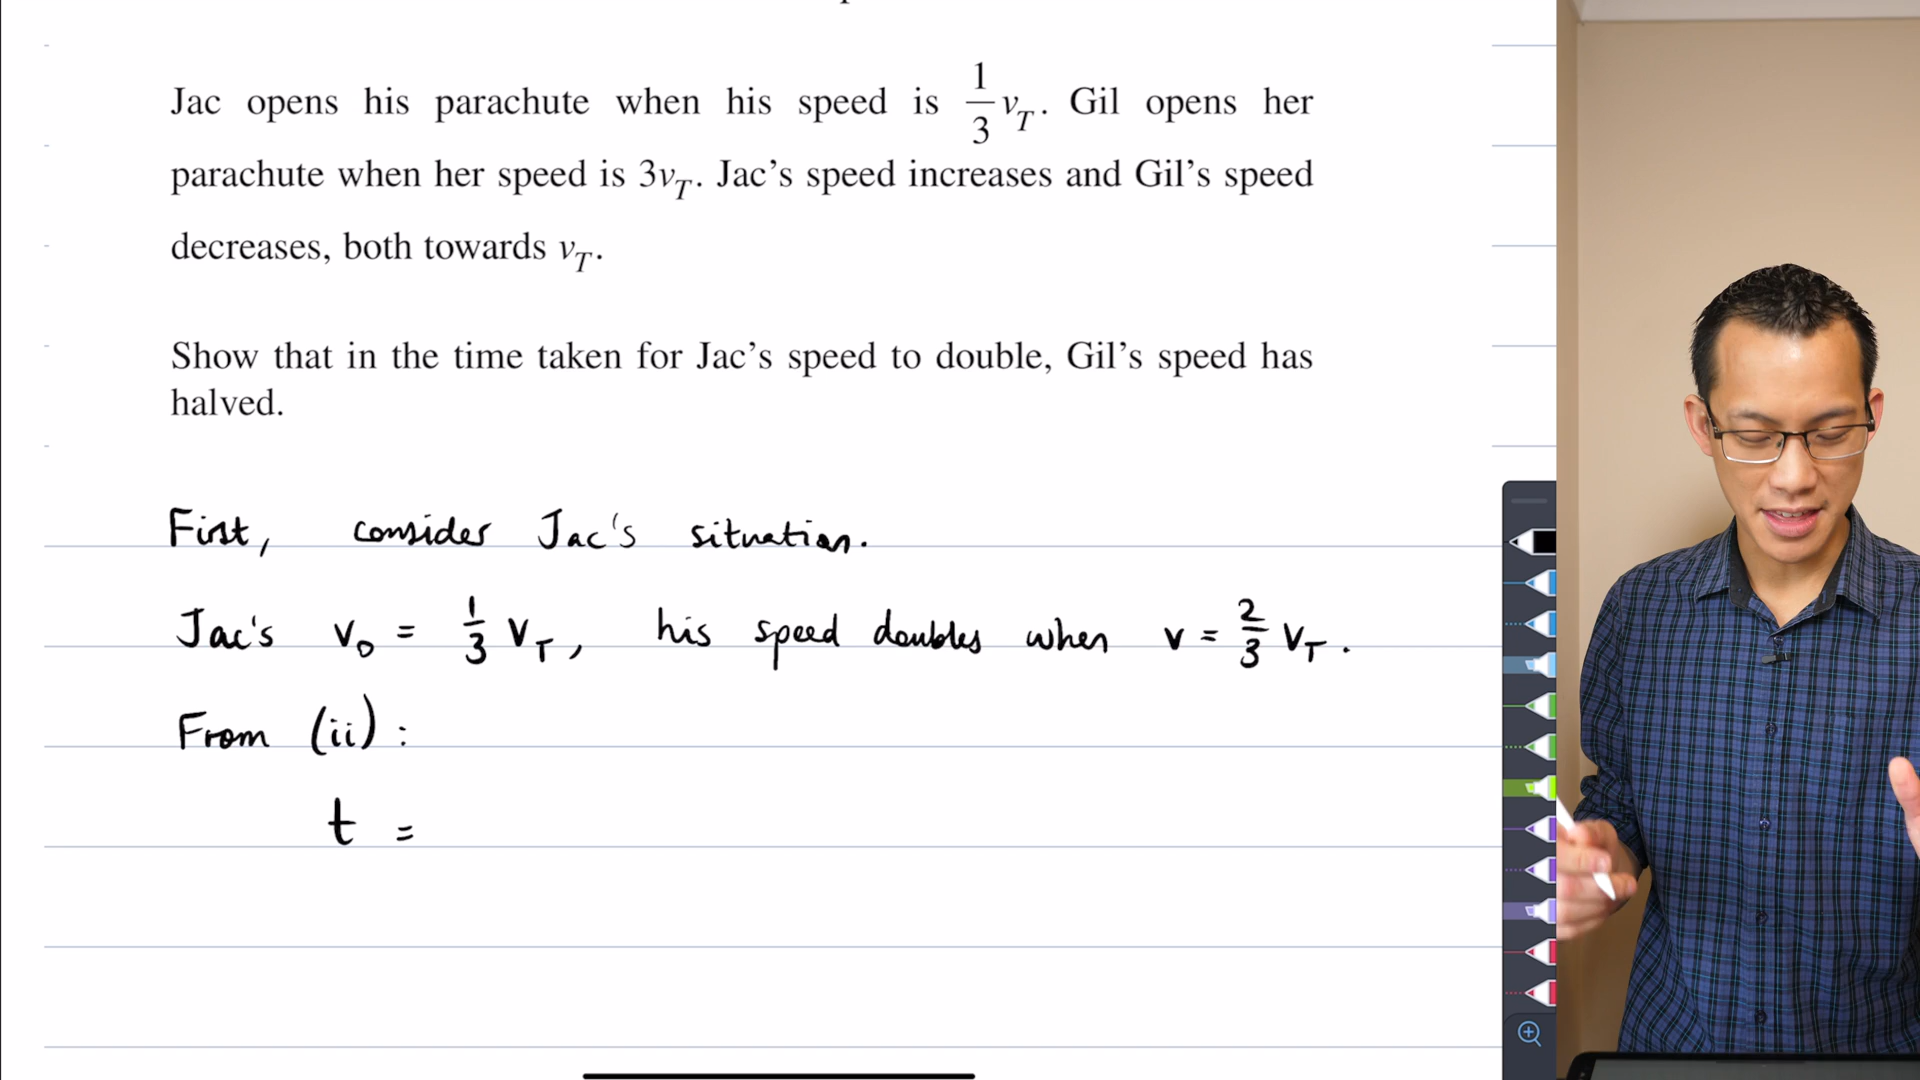 Jac opens his parachute when his speed is 1/3 v_T. Gil opens her
parachute when her speed is 3v_T. Jac’s speed increases and Gil’s speed
decreases, both towards v_T.
Show that in the time taken for Jac’s speed to double, Gil’s speed has
halved.
First, consider Jac's situation.
Jac's v_0 = 1/3 v_T, his speed doubles when v = 2/3 v_T.
From (ii):
t =